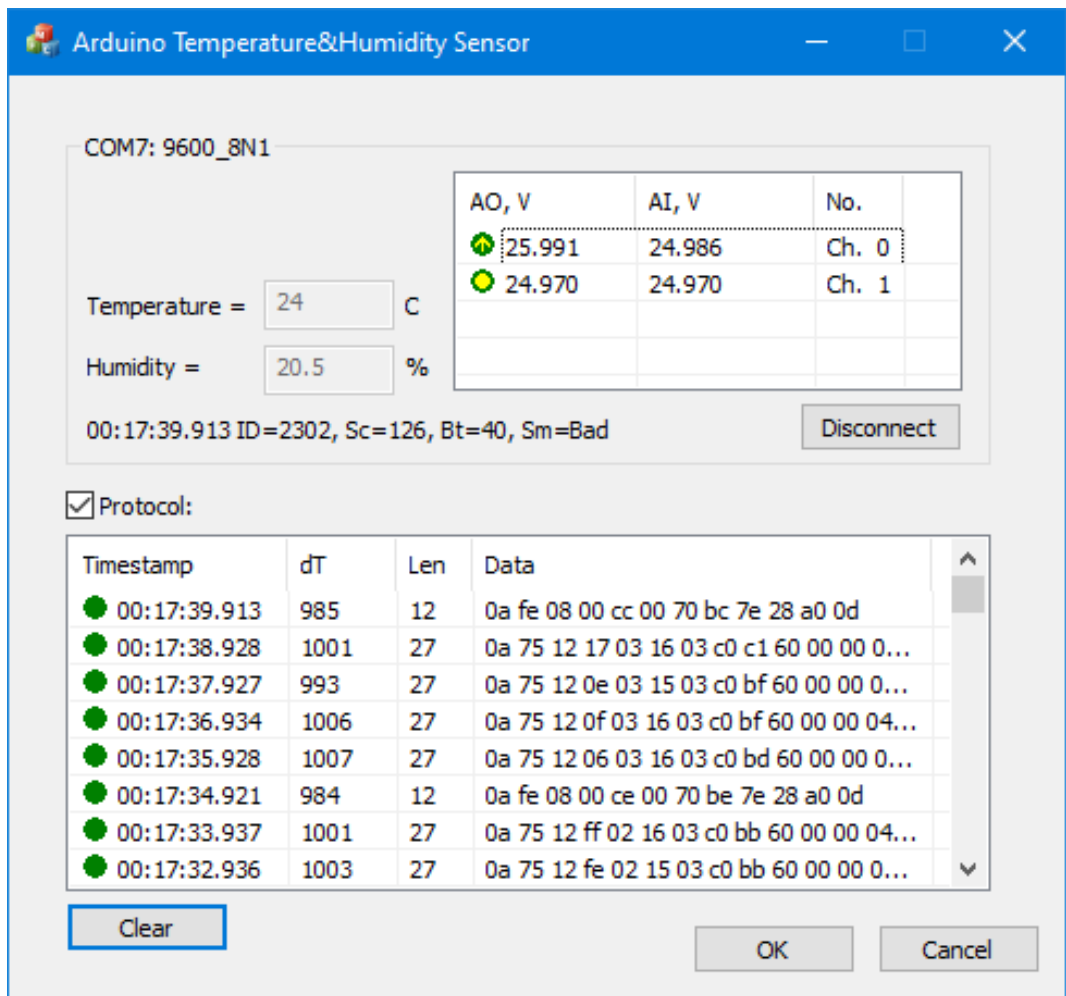 Arduino Temperature&Humidity Sensor
COM7: 9600_8N1
AO, V AI, V No.
25.991 24.986 Ch. 0
24.970 24.970 Ch. 1
Temperature = 24 C
Humidity = 20.5 %
00:17:39.913 ID=2302, Sc=126, Bt=40, Sm=Bad
Disconnect
Protocol:
Timestamp dT Len Data
00:17:39.913 985 12 0a fe 08 00 cc 00 70 bc 7e 28 a0 0d
00:17:38.928 1001 27 0a 75 12 17 03 16 03 c0 c1 60 00 00 0...
00:17:37.927 993 27 0a 75 12 0e 03 15 03 c0 bf 60 00 00 0...
00:17:36.934 1006 27 0a 75 12 0f 03 16 03 c0 bf 60 00 00 04...
00:17:35.928 1007 27 0a 75 12 06 03 16 03 c0 bd 60 00 00 0...
00:17:34.921 984 12 0a fe 08 00 ce 00 70 be 7e 28 a0 0d
00:17:33.937 1001 27 0a 75 12 ff 02 16 03 c0 bb 60 00 00 04...
00:17:32.936 1003 27 0a 75 12 fe 02 15 03 c0 bb 60 00 00 0...
Clear
OK
Cancel